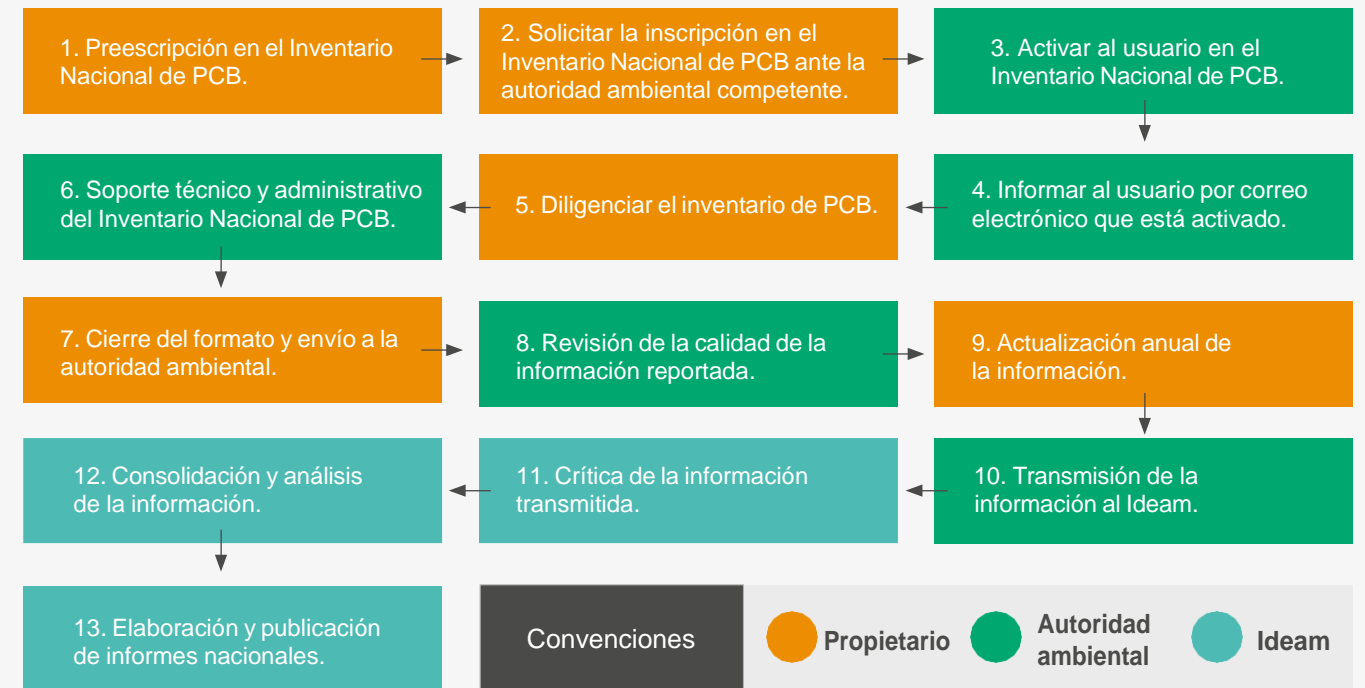 1. Preescripción en el Inventario
Nacional de PCB.
2. Solicitar la inscripción en el
Inventario Nacional de PCB ante la
autoridad ambiental competente.
3. Activar al usuario en el
Inventario Nacional de PCB.
4. Informar al usuario por correo
electrónico que está activado.
5. Diligenciar el inventario de PCB.
6. Soporte técnico y administrativo
del Inventario Nacional de PCB.
7. Cierre del formato y envío a la
autoridad ambiental.
8. Revisión de la calidad de la
información reportada.
9. Actualización anual de
la información.
10. Transmisión de la
información al Ideam.
11. Crítica de la información
transmitida.
12. Consolidación y análisis
de la información.
13. Elaboración y publicación
de informes nacionales.
Convenciones
Propietario
Autoridad
ambiental
Ideam